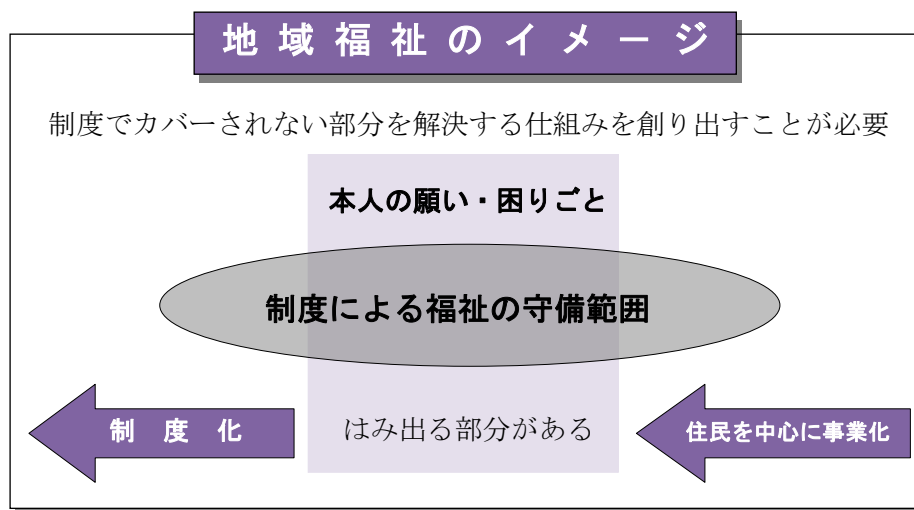 地域福祉のイメージ
制度でカバーされない部分を解決する仕組みを創り出すことが必要
本人の願い・困りごと
制度による福祉の守備範囲
制度化
はみ出る部分がある
住民を中心に事業化